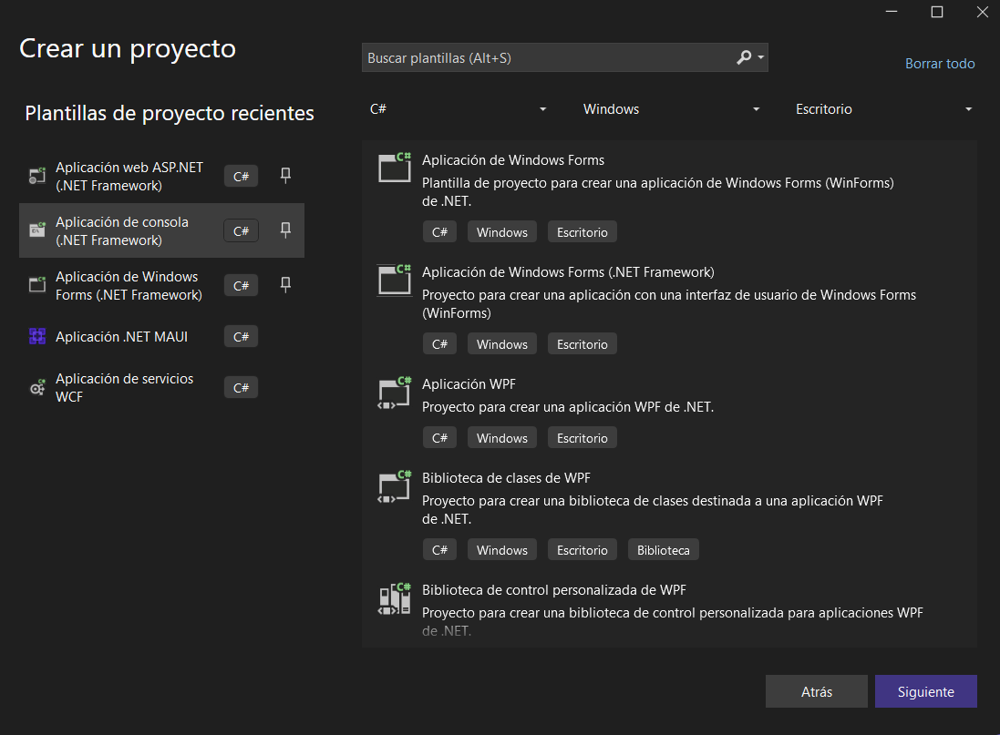 Crear un proyecto
Buscar plantillas (Alt+S)
Borrar todo
Plantillas de proyecto recientes
Aplicación web ASP.NET
(.NET Framework)
C#
Aplicación de consola
(.NET Framework)
C#
Aplicación de Windows
Forms (.NET Framework)
C#
Aplicación .NET MAUI
C#
Aplicación de servicios
WCF
C#
C#
Windows
Escritorio
Aplicación de Windows Forms
Plantilla de proyecto para crear una aplicación de Windows Forms (WinForms)
de .NET.
C# Windows Escritorio
Aplicación de Windows Forms (.NET Framework)
Proyecto para crear una aplicación con una interfaz de usuario de Windows Forms
(WinForms)
C# Windows Escritorio
Aplicación WPF
Proyecto para crear una aplicación WPF de .NET.
C# Windows Escritorio
Biblioteca de clases de WPF
Proyecto para crear una biblioteca de clases destinada a una aplicación WPF
de .NET.
C# Windows Escritorio Biblioteca
Biblioteca de control personalizada de WPF
Proyecto para crear una biblioteca de control personalizada para aplicaciones WPF
de .NET.
Atrás
Siguiente